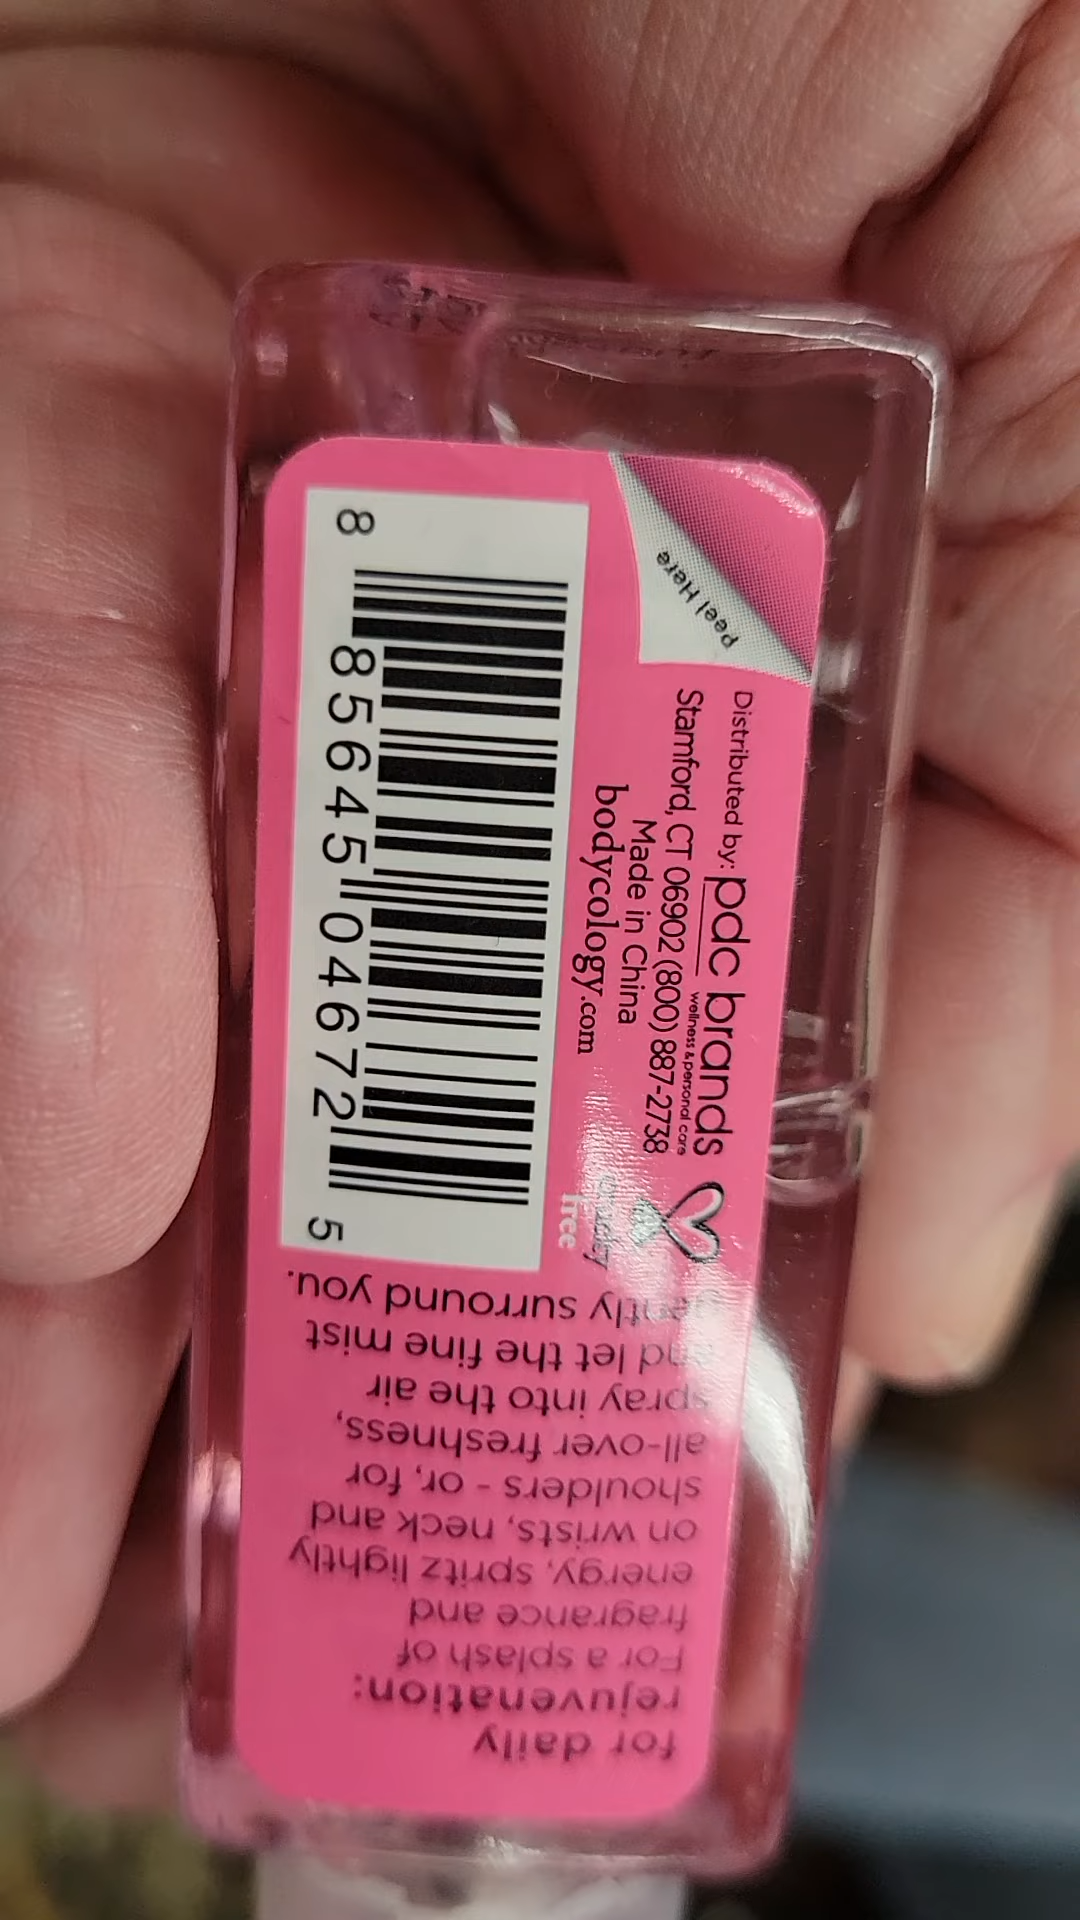 for daily
rejuvenation:
For a splash of
fragrance and
energy, spritz lightly
on wrists, neck and
shoulders - or, for
all-over freshness,
spray into the air
and let the fine mist
gently surround you.
Peel Here
Distributed by: pdc brands
wellness & personal care
Stamford, CT 06902 (800) 887-2738
Made in China
bodycology.com
cruelty
free
8 85645 04672 5